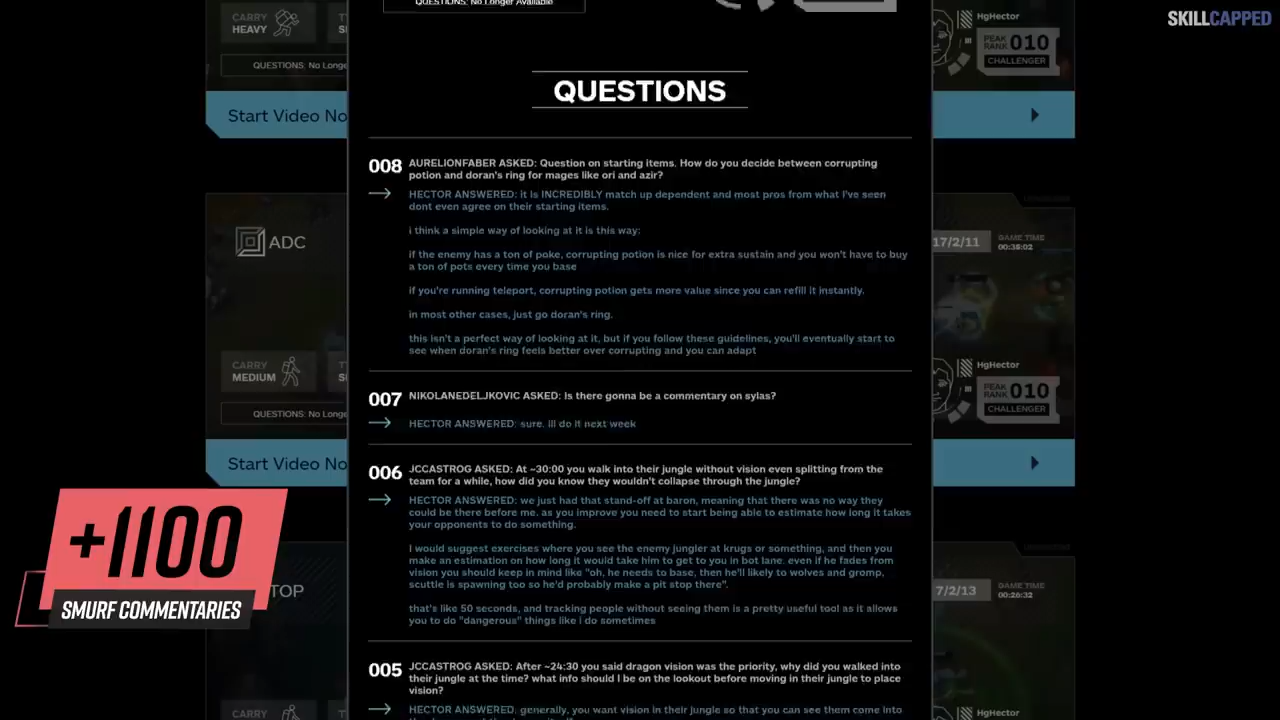 QUESTIONS: No Longer Available
SKILLCAPPED
CARRY
HEAVY
QUESTIONS: No Longe
Start Video No
HgHector
PEAK
RANK 010
CHALLENGER
QUESTIONS
008 AURELIONFABER ASKED: Question on starting items. How do you decide between corrupting
potion and doran's ring for mages like ori and azir?
HECTOR ANSWERED: it is INCREDIBLY match up dependent and most pros from what I've seen
dont even agree on their starting items.
i think a simple way of looking at it is this way:
if the enemy has a ton of poke, corrupting potion is nice for extra sustain and you won't have to buy
a ton of pots every time you base
if you're running teleport, corrupting potion gets more value since you can refill it instantly.
in most other cases, just go doran's ring.
this isn't a perfect way of looking at it, but if you follow these guidelines, you'll eventually start to
see when doran's ring feels better over corrupting and you can adapt
007 NIKOLANEDELJKOVIC ASKED: Is there gonna be a commentary on sylas?
HECTOR ANSWERED: sure. ill do it next week
006 JCCASTROG ASKED: At ~30:00 you walk into their jungle without vision even splitting from the
team for a while, how did you know they wouldn't collapse through the jungle?
HECTOR ANSWERED: we just had that stand-off at baron, meaning that there was no way they
could be there before me. as you improve you need to start being able to estimate how long it takes
your opponents to do something.
I would suggest exercises where you see the enemy jungler at krugs or something, and then you
make an estimation on how long it would take him to get to you in bot lane. even if he fades from
vision you should keep in mind like "oh, he needs to base, then he'll likely to wolves and gromp,
scuttle is spawning too so he'd probably make a pit stop there".
that's like 50 seconds, and tracking people without seeing them is a pretty useful tool as it allows
you to do "dangerous" things like i do sometimes
005 JCCASTROG ASKED: After ~24:30 you said dragon vision was the priority, why did you walked into
their jungle at the time? what info should I be on the lookout before moving in their jungle to place
vision?
HECTOR ANSWERED: generally, you want vision in their jungle so that you can see them come into
ADC
CARRY
MEDIUM
QUESTIONS: No Longe
Start Video No
17/2/11
GAME TIME
00:38:02
HgHector
PEAK
RANK 010
CHALLENGER
TOP
CARRY
7/2/13
GAME TIME
00:26:32
HgHector
+1100
SMURF COMMENTARIES